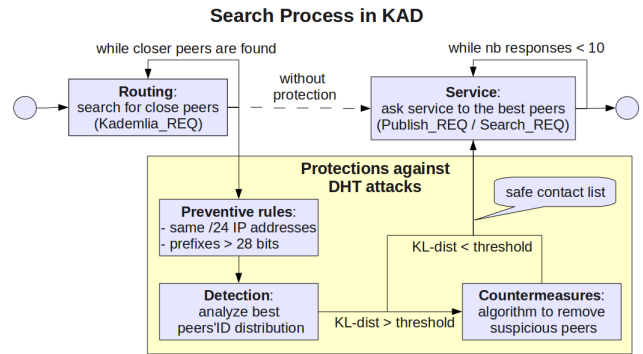 Search Process in KAD
while closer peers are found
while nb responses < 10
Routing:
search for close peers
(Kademlia_REQ)
without
protection
Service:
ask service to the best peers
(Publish_REQ / Search_REQ)
Protections against
DHT attacks
safe contact list
Preventive rules:
- same /24 IP addresses
- prefixes > 28 bits
KL-dist < threshold
Detection:
analyze best
peers'ID distribution
KL-dist > threshold
Countermeasures:
algorithm to remove
suspicious peers